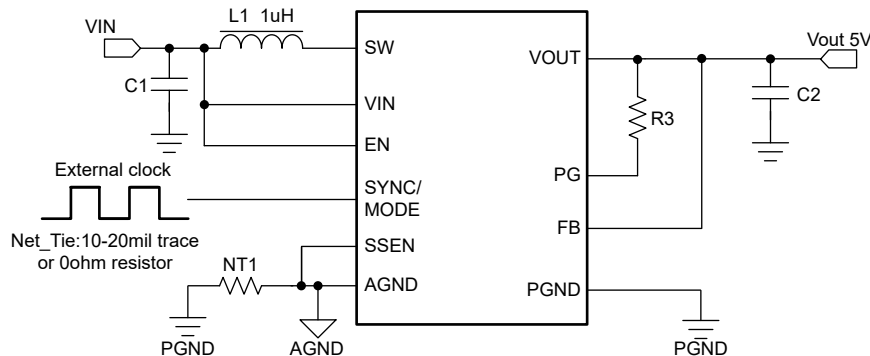 VIN
L1 1uH
C1
SW
VIN
EN
External clock
SYNC/
MODE
Net_Tie:10-20mil trace
or 0ohm resistor
SSEN
NT1
AGND
PGND
AGND
VOUT
Vout 5V
C2
R3
PG
FB
PGND
PGND